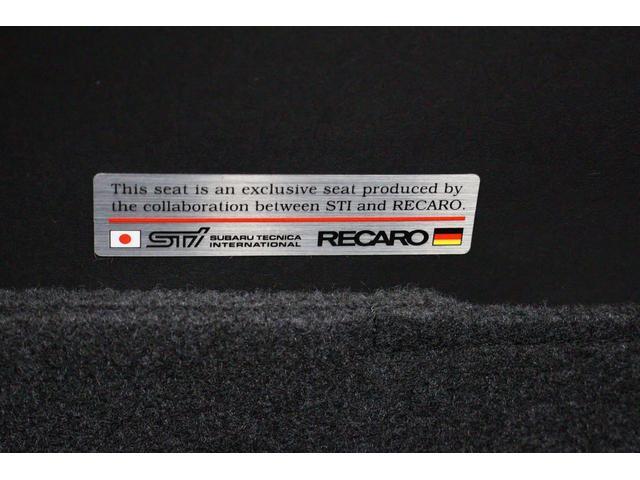 This seat is an exclusive seat produced by
the collaboration between STI and RECARO.
STI SUBARU TECNICA
INTERNATIONAL
RECARO